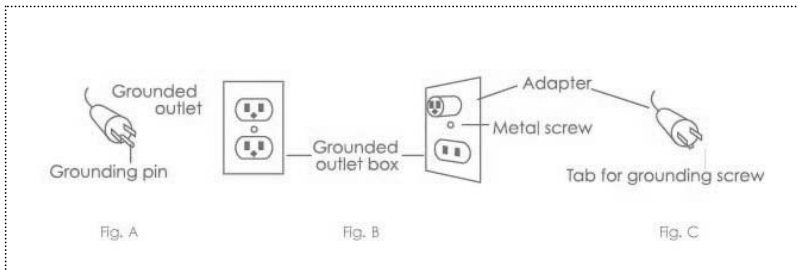 Grounded
outlet
Grounding pin
Grounded
outlet box
Adapter
Metal screw
Tab for grounding screw
Fig. A
Fig. B
Fig. C